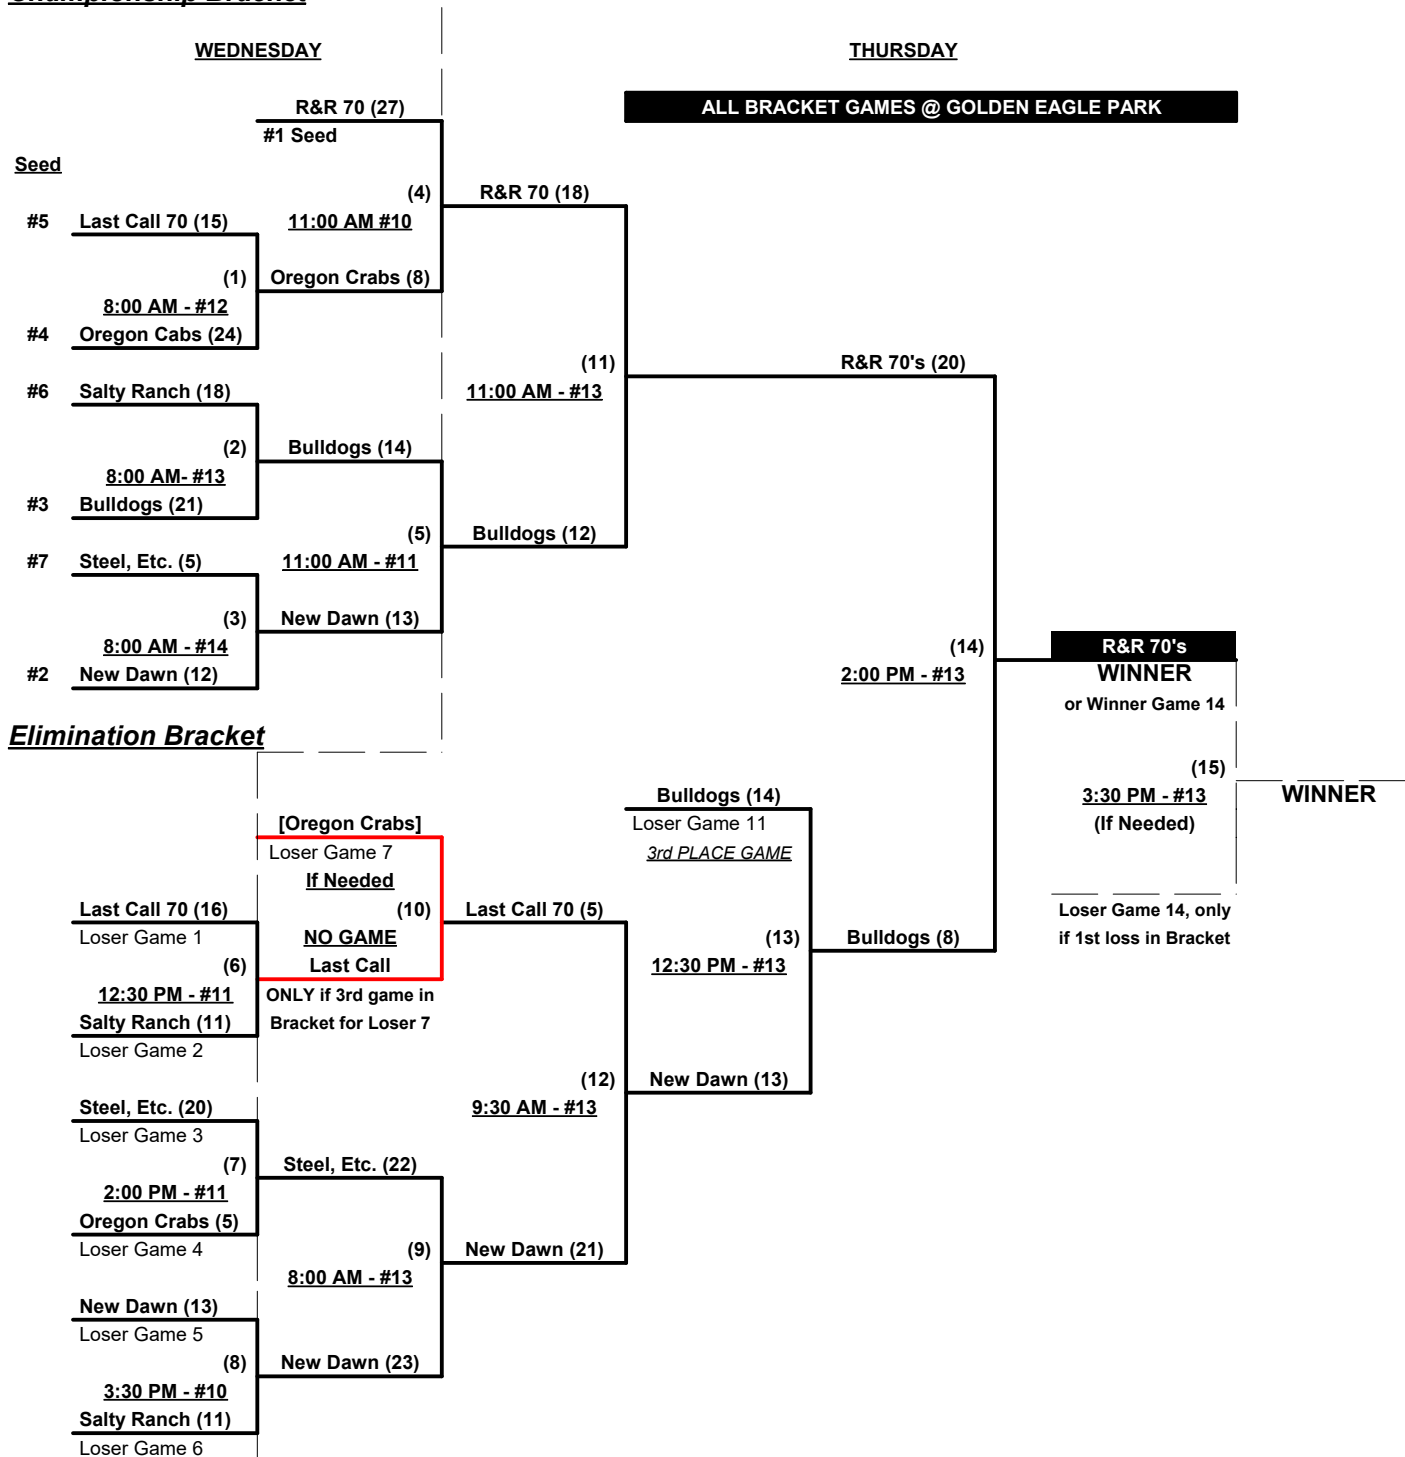 Championship Bracket
WEDNESDAY
THURSDAY
R&R 70 (27)
ALL BRACKET GAMES @ GOLDEN EAGLE PARK
#1 Seed
Seed
(4)
R&R 70 (18)
#5
Last Call 70 (15)
11:00 AM #10
(1)
Oregon Crabs (8)
8:00 AM - #12
#4
Oregon Cabs (24)
(11)
R&R 70's (20)
#6
Salty Ranch (18)
11:00 AM - #13
(2)
Bulldogs (14)
8:00 AM- #13
#3
Bulldogs (21)
(5)
Bulldogs (12)
#7
Steel, Etc. (5)
11:00 AM - #11
(3)
New Dawn (13)
8:00 AM - #14
(14)
R&R 70's
#2
New Dawn (12)
2:00 PM - #13
WINNER
or Winner Game 14
Elimination Bracket
(15)
Bulldogs (14)
3:30 PM - #13
WINNER
[Oregon Crabs]
Loser Game 11
(If Needed)
Loser Game 7
3rd PLACE GAME
If Needed
Last Call 70 (16)
(10)
Last Call 70 (5)
Loser Game 14, only
Loser Game 1
NO GAME
(13)
Bulldogs (8)
if 1st loss in Bracket
(6)
Last Call
12:30 PM - #13
12:30 PM - #11
ONLY if 3rd game in
Salty Ranch (11)
Bracket for Loser 7
Loser Game 2
(12)
New Dawn (13)
Steel, Etc. (20)
9:30 AM - #13
Loser Game 3
(7)
Steel, Etc. (22)
2:00 PM - #11
Oregon Crabs (5)
Loser Game 4
(9)
New Dawn (21)
8:00 AM - #13
New Dawn (13)
Loser Game 5
(8)
New Dawn (23)
3:30 PM - #10
Salty Ranch (11)
Loser Game 6